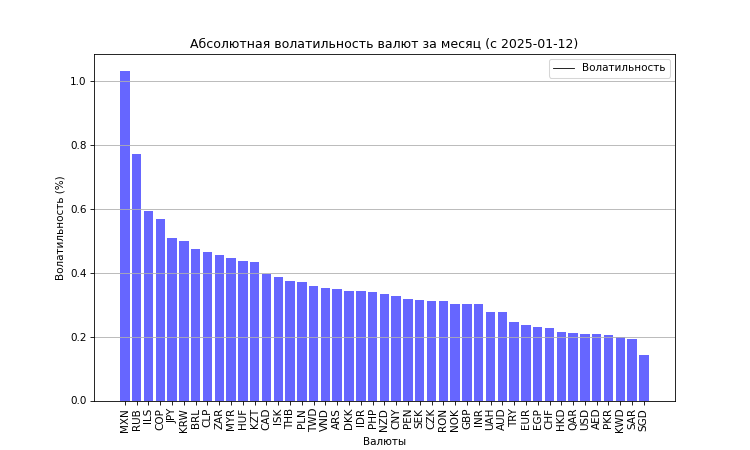 Абсолютная волатильность валют за месяц (с 2025-01-12)
Волатильность
1.0
0.8
0.6
0.4
0.2
0.0
Волатильность (%)
MXN
RUB
ILS
COP
JPY
KRW
BRL
CLP
ZAR
MYR
HUF
KZT
CAD
ISK
THB
PLN
TWD
VND
ARS
DKK
IDR
PHP
NZD
CNY
PEN
SEK
CZK
RON
NOK
GBP
INR
UAH
AUD
TRY
EUR
EGP
CHF
HKD
QAR
USD
AED
PKR
KWD
SAR
SGD
Валюты